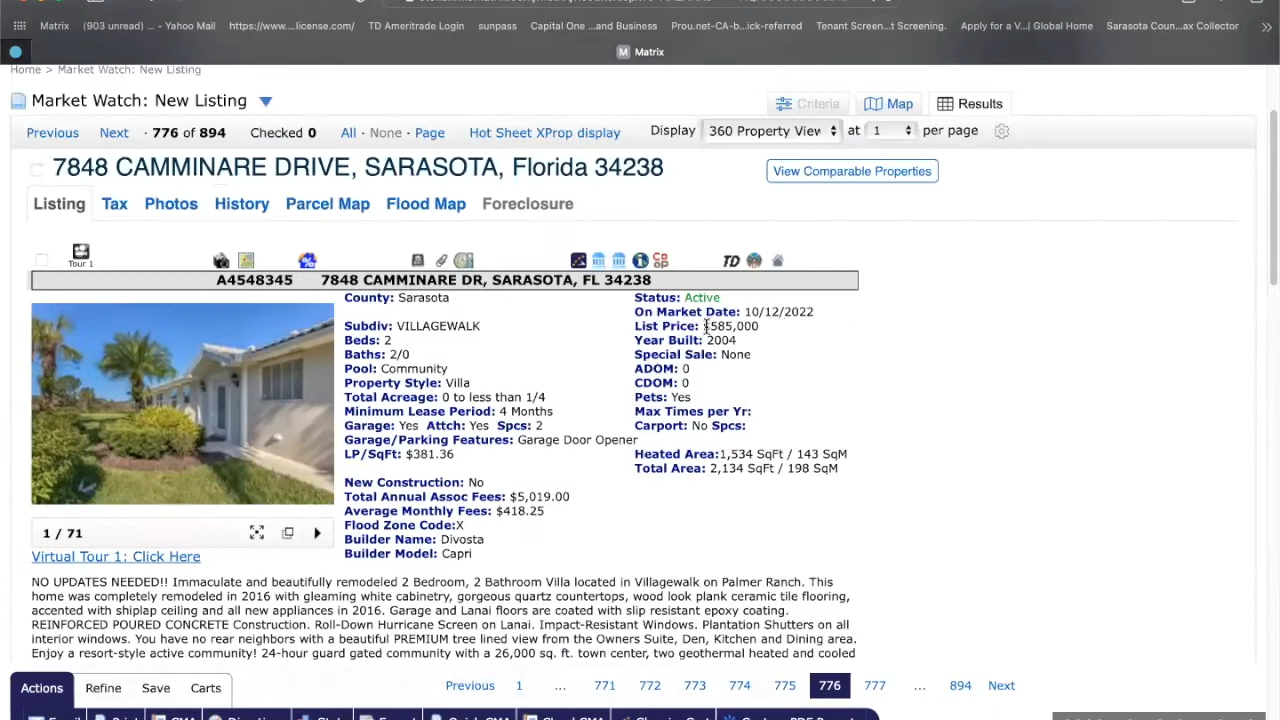 Matrix (903 unread) ... - Yahoo Mail https://www....license.com/ TD Ameritrade Login sunpass Capital One ...and Business Prou.net-CA-b...ick-referred Tenant Screen...t Screening. Apply for a V...| Global Home Sarasota Coun...ax Collector
Matrix
Home > Market Watch: New Listing
Market Watch: New Listing
Criteria Map Results
Previous Next · 776 of 894 Checked 0 All · None · Page Hot Sheet XProp display Display 360 Property View at 1 per page
7848 CAMMINARE DRIVE, SARASOTA, Florida 34238
View Comparable Properties
Listing Tax Photos History Parcel Map Flood Map Foreclosure
Tour 1
A4548345 7848 CAMMINARE DR, SARASOTA, FL 34238
County: Sarasota Status: Active
On Market Date: 10/12/2022
Subdiv: VILLAGEWALK List Price: $585,000
Beds: 2 Year Built: 2004
Baths: 2/0 Special Sale: None
Pool: Community ADOM: 0
Property Style: Villa CDOM: 0
Total Acreage: 0 to less than 1/4 Pets: Yes
Minimum Lease Period: 4 Months Max Times per Yr:
Garage: Yes Attch: Yes Spcs: 2 Carport: No Spcs:
Garage/Parking Features: Garage Door Opener
LP/SqFt: $381.36 Heated Area:1,534 SqFt / 143 SqM
Total Area: 2,134 SqFt / 198 SqM
New Construction: No
Total Annual Assoc Fees: $5,019.00
Average Monthly Fees: $418.25
Flood Zone Code:X
Builder Name: Divosta
Builder Model: Capri
1 / 71
Virtual Tour 1: Click Here
NO UPDATES NEEDED!! Immaculate and beautifully remodeled 2 Bedroom, 2 Bathroom Villa located in Villagewalk on Palmer Ranch. This
home was completely remodeled in 2016 with gleaming white cabinetry, gorgeous quartz countertops, wood look plank ceramic tile flooring,
accented with shiplap ceiling and all new appliances in 2016. Garage and Lanai floors are coated with slip resistant epoxy coating.
REINFORCED POURED CONCRETE Construction. Roll-Down Hurricane Screen on Lanai. Impact-Resistant Windows. Plantation Shutters on all
interior windows. You have no rear neighbors with a beautiful PREMIUM tree lined view from the Owners Suite, Den, Kitchen and Dining area.
Enjoy a resort-style active community! 24-hour guard gated community with a 26,000 sq. ft. town center, two geothermal heated and cooled
Actions Refine Save Carts Previous 1 ... 771 772 773 774 775 776 777 ... 894 Next